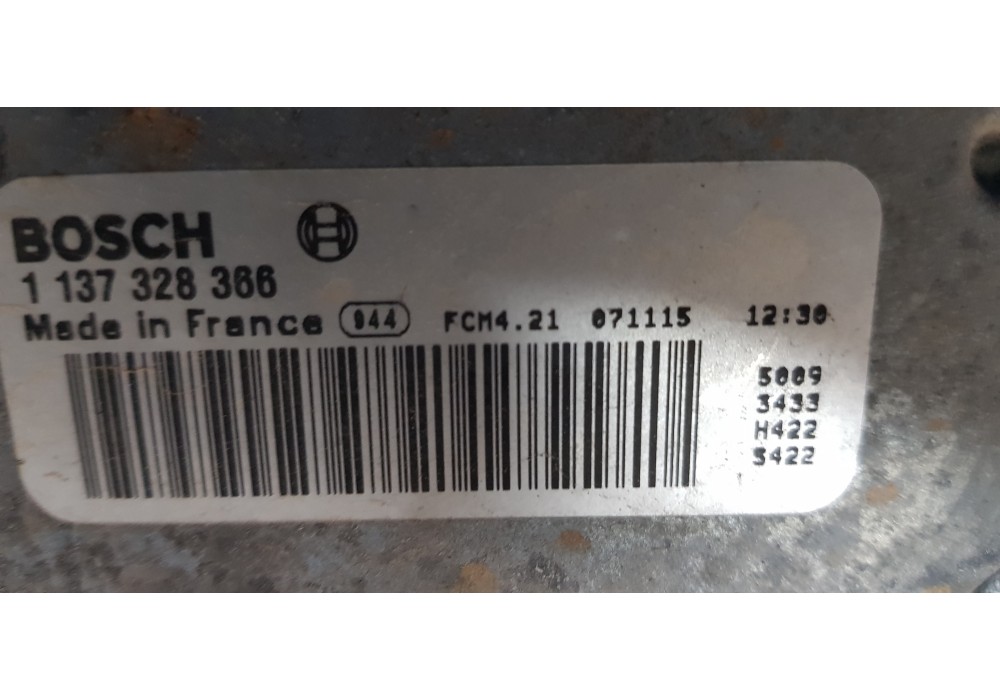 BOSCH
1 137 328 366
Made in France 944 FCM4.21 071115 12:30
5009
3433
H422
S422